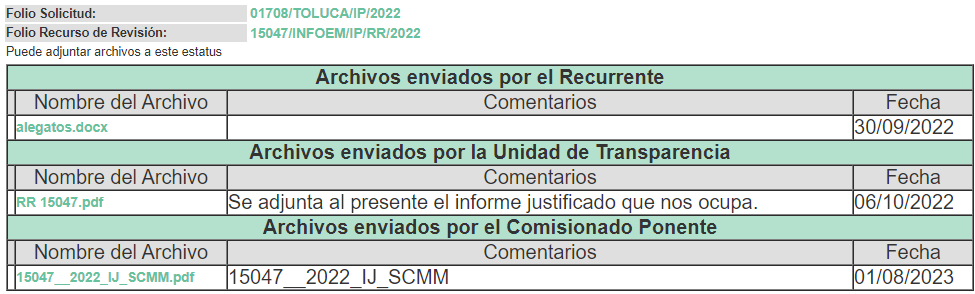 Folio Solicitud: 01708/TOLUCA/IP/2022
Folio Recurso de Revisión: 15047/INFOEM/IP/RR/2022
Puede adjuntar archivos a este estatus
Archivos enviados por el Recurrente
Nombre del Archivo Comentarios Fecha
alegatos.docx 30/09/2022
Archivos enviados por la Unidad de Transparencia
Nombre del Archivo Comentarios Fecha
RR 15047.pdf Se adjunta al presente el informe justificado que nos ocupa. 06/10/2022
Archivos enviados por el Comisionado Ponente
Nombre del Archivo Comentarios Fecha
15047__2022_IJ_SCMM.pdf 15047__2022_IJ_SCMM 01/08/2023